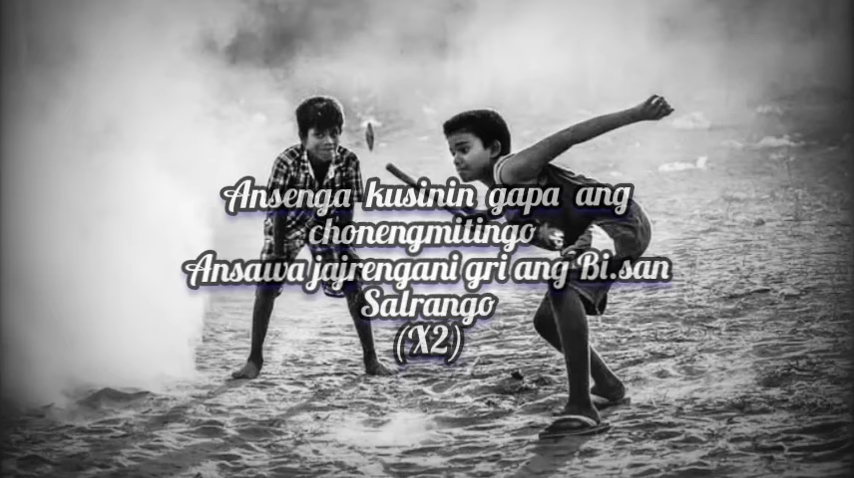 Ansenga kusinin gapa ang
chonengmitingo
Ansawa jajrengani gri ang Bi.san
Salrango
(X2)